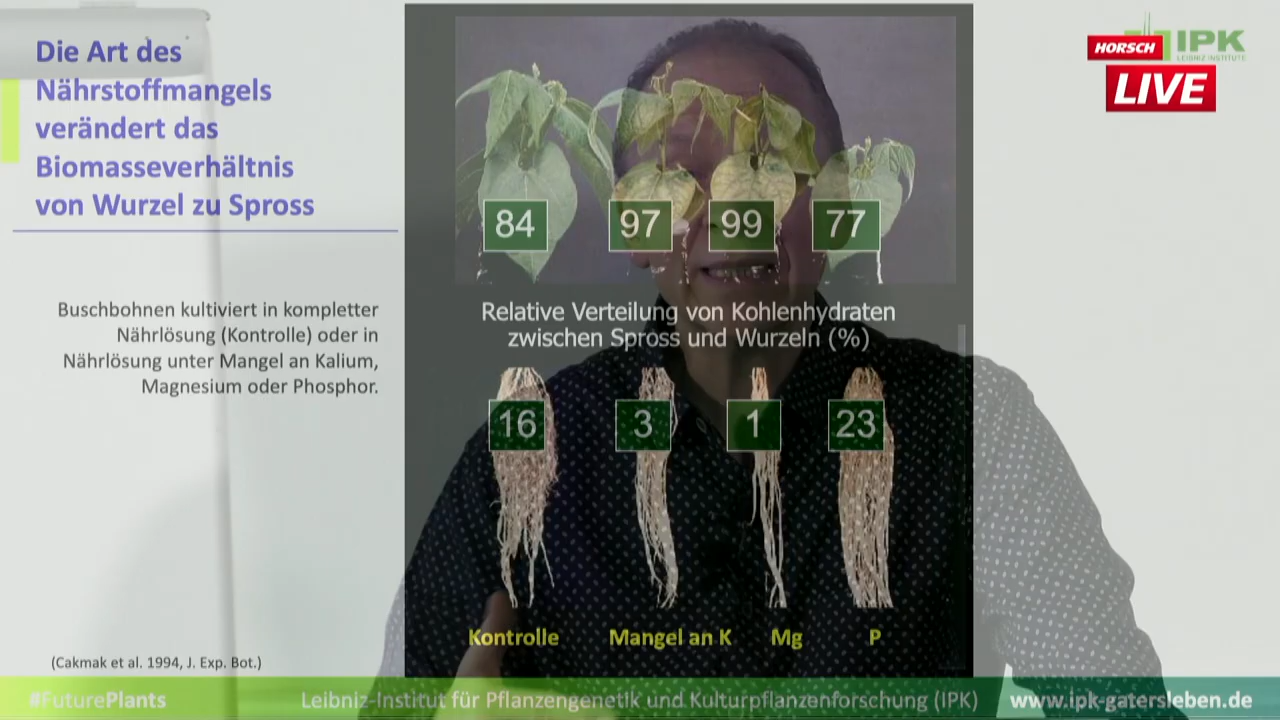 Die Art des
Nährstoffmangels
verändert das
Biomasseverhältnis
von Wurzel zu Spross
Buschbohnen kultiviert in kompletter
Nährlösung (Kontrolle) oder in
Nährlösung unter Mangel an Kalium,
Magnesium oder Phosphor.
(Cakmak et al. 1994, J. Exp. Bot.)
84 97 99 77
Relative Verteilung von Kohlenhydraten
zwischen Spross und Wurzeln (%)
16 3 1 23
Kontrolle Mangel an K Mg P
HORSCH IPK
LEIBNIZ INSTITUTE
LIVE
#FuturePlants Leibniz-Institut für Pflanzengenetik und Kulturpflanzenforschung (IPK) www.ipk-gatersleben.de